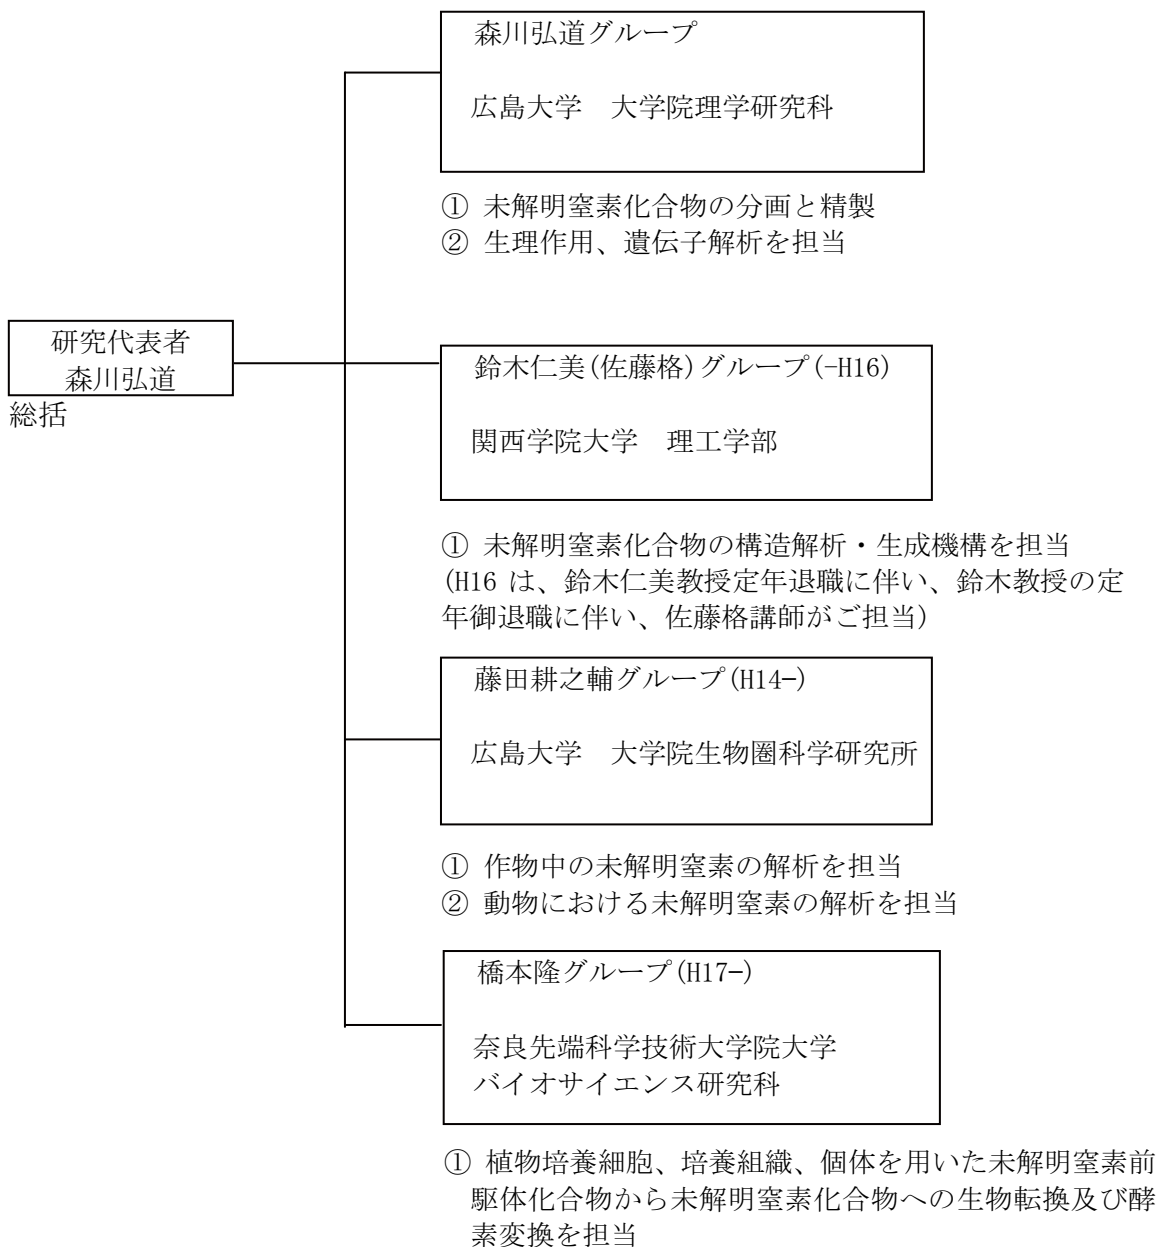 森川弘道グループ
広島大学　大学院理学研究科
① 未解明窒素化合物の分画と精製
② 生理作用、遺伝子解析を担当
研究代表者
森川弘道
総括
鈴木仁美(佐藤格)グループ(-H16)
関西学院大学　理工学部
① 未解明窒素化合物の構造解析・生成機構を担当
(H16 は、鈴木仁美教授定年退職に伴い、鈴木教授の定
年御退職に伴い、佐藤格講師がご担当)
藤田耕之輔グループ(H14-)
広島大学　大学院生物圏科学研究所
① 作物中の未解明窒素の解析を担当
② 動物における未解明窒素の解析を担当
橋本隆グループ(H17-)
奈良先端科学技術大学院大学
バイオサイエンス研究科
① 植物培養細胞、培養組織、個体を用いた未解明窒素前
駆体化合物から未解明窒素化合物への生物転換及び酵
素変換を担当